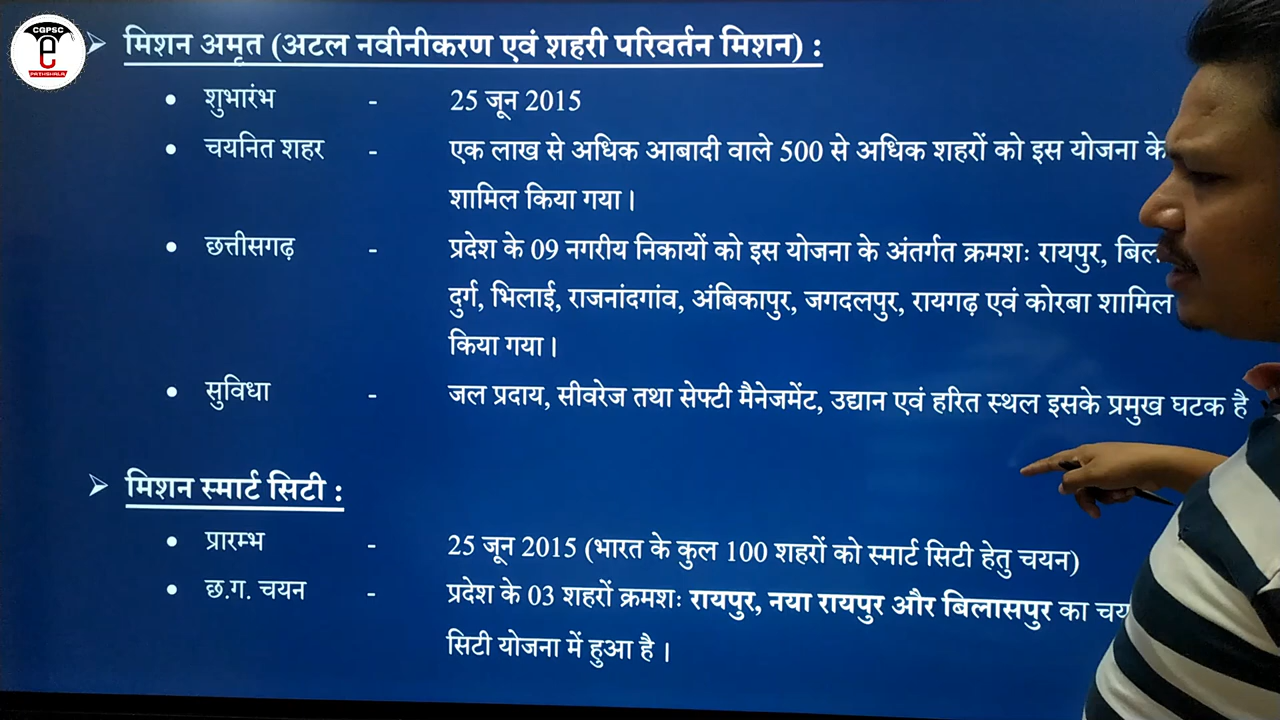 CGPSC
e
PATHSHALA
मिशन अमृत (अटल नवीनीकरण एवं शहरी परिवर्तन मिशन) :
• शुभारंभ - 25 जून 2015
• चयनित शहर - एक लाख से अधिक आबादी वाले 500 से अधिक शहरों को इस योजना के
शामिल किया गया ।
• छत्तीसगढ़ - प्रदेश के 09 नगरीय निकायों को इस योजना के अंतर्गत क्रमशः रायपुर,
दुर्ग, भिलाई, राजनांदगांव, अंबिकापुर, जगदलपुर, रायगढ़ एवं कोरबा शामिल
किया गया ।
• सुविधा - जल प्रदाय, सीवरेज तथा सेफ्टी मैनेजमेंट, उद्यान एवं हरित स्थल इसके प्रमुख घटक है
मिशन स्मार्ट सिटी :
• प्रारम्भ - 25 जून 2015 (भारत के कुल 100 शहरों को स्मार्ट सिटी हेतु चयन)
• छ.ग. चयन - प्रदेश के 03 शहरों क्रमशः रायपुर, नया रायपुर और बिलासपुर का
सिटी योजना में हुआ है ।